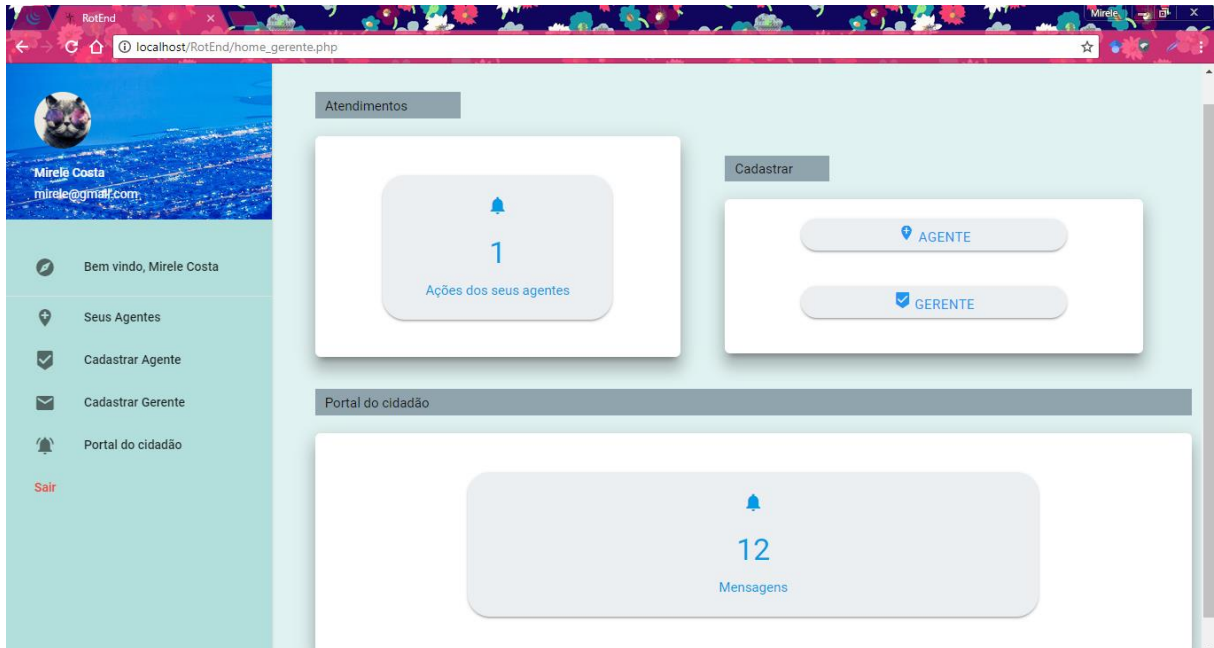 RotEnd
Mirele
localhost/RotEnd/home_gerente.php
Mirele Costa
mirele@gmail.com
Bem vindo, Mirele Costa
Seus Agentes
Cadastrar Agente
Cadastrar Gerente
Portal do cidadão
Sair
Atendimentos
1
Ações dos seus agentes
Cadastrar
AGENTE
GERENTE
Portal do cidadão
12
Mensagens